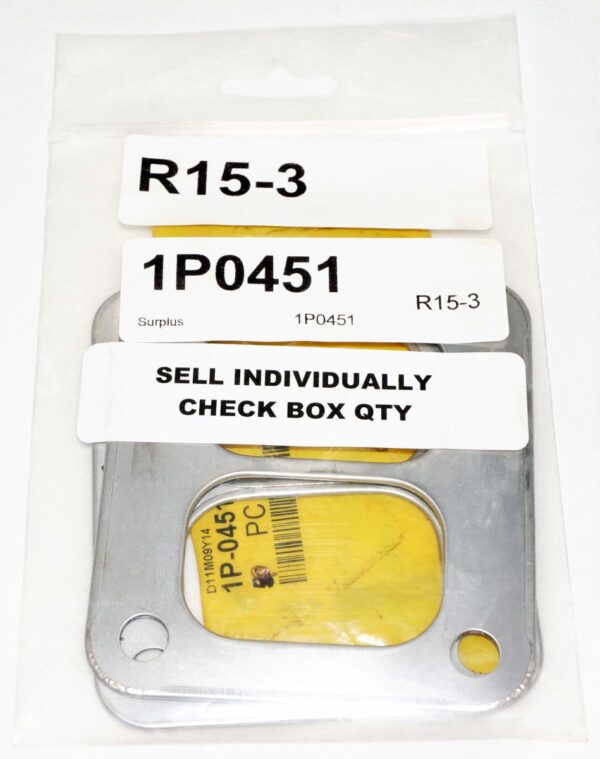 R15-3
1P0451
R15-3
Surplus
1P0451
SELL INDIVIDUALLY
CHECK BOX QTY
D11M09Y14
1P-0451
PC